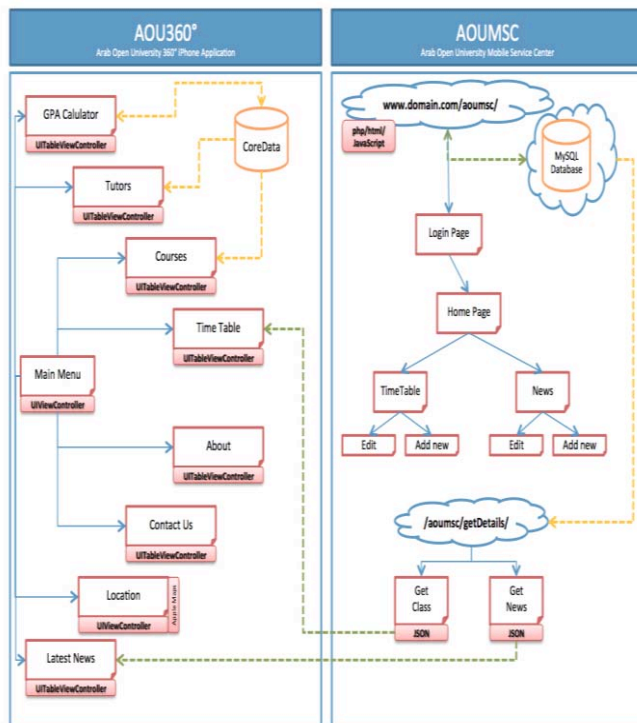 AOU360°
Arab Open University 360° iPhone Application
GPA Calulator
UITableViewController
CoreData
Tutors
UITableViewController
Courses
UITableViewController
Time Table
UITableViewController
Main Menu
UIViewController
About
UITableViewController
Contact Us
UITableViewController
Location
UIViewController
Apple Maps
Latest News
UITableViewController
AOUMSC
Arab Open University Mobile Service Center
www.domain.com/aoumsc/
php/html/
JavaScript
MySQL
Database
Login Page
Home Page
TimeTable
News
Edit
Add new
Edit
Add new
/aoumsc/getDetails/
Get
Class
JSON
Get
News
JSON